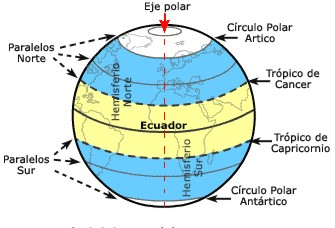 Eje polar
Círculo Polar
Artico
Paralelos
Norte
Trópico de
Cancer
Hemisferio
Norte
Ecuador
Trópico de
Capricornio
Paralelos
Sur
Hemisferio
Sur
Círculo Polar
Antártico